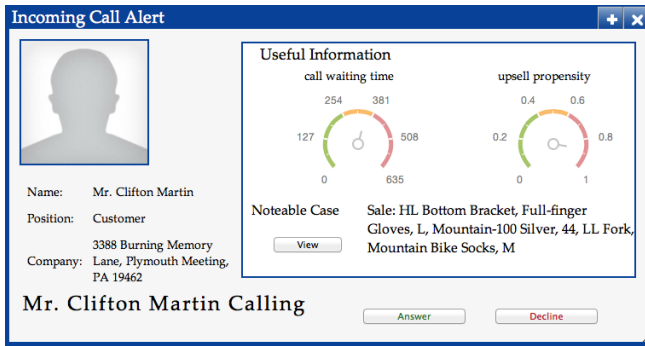 Incoming Call Alert
Useful Information
call waiting time
upsell propensity
254
381
127
508
0
635
0.4
0.6
0.2
0.8
0
1
Name:
Mr. Clifton Martin
Position:
Customer
Company:
3388 Burning Memory
Lane, Plymouth Meeting,
PA 19462
Noteable Case
View
Sale: HL Bottom Bracket, Full-finger
Gloves, L, Mountain-100 Silver, 44, LL Fork,
Mountain Bike Socks, M
Mr. Clifton Martin Calling
Answer
Decline